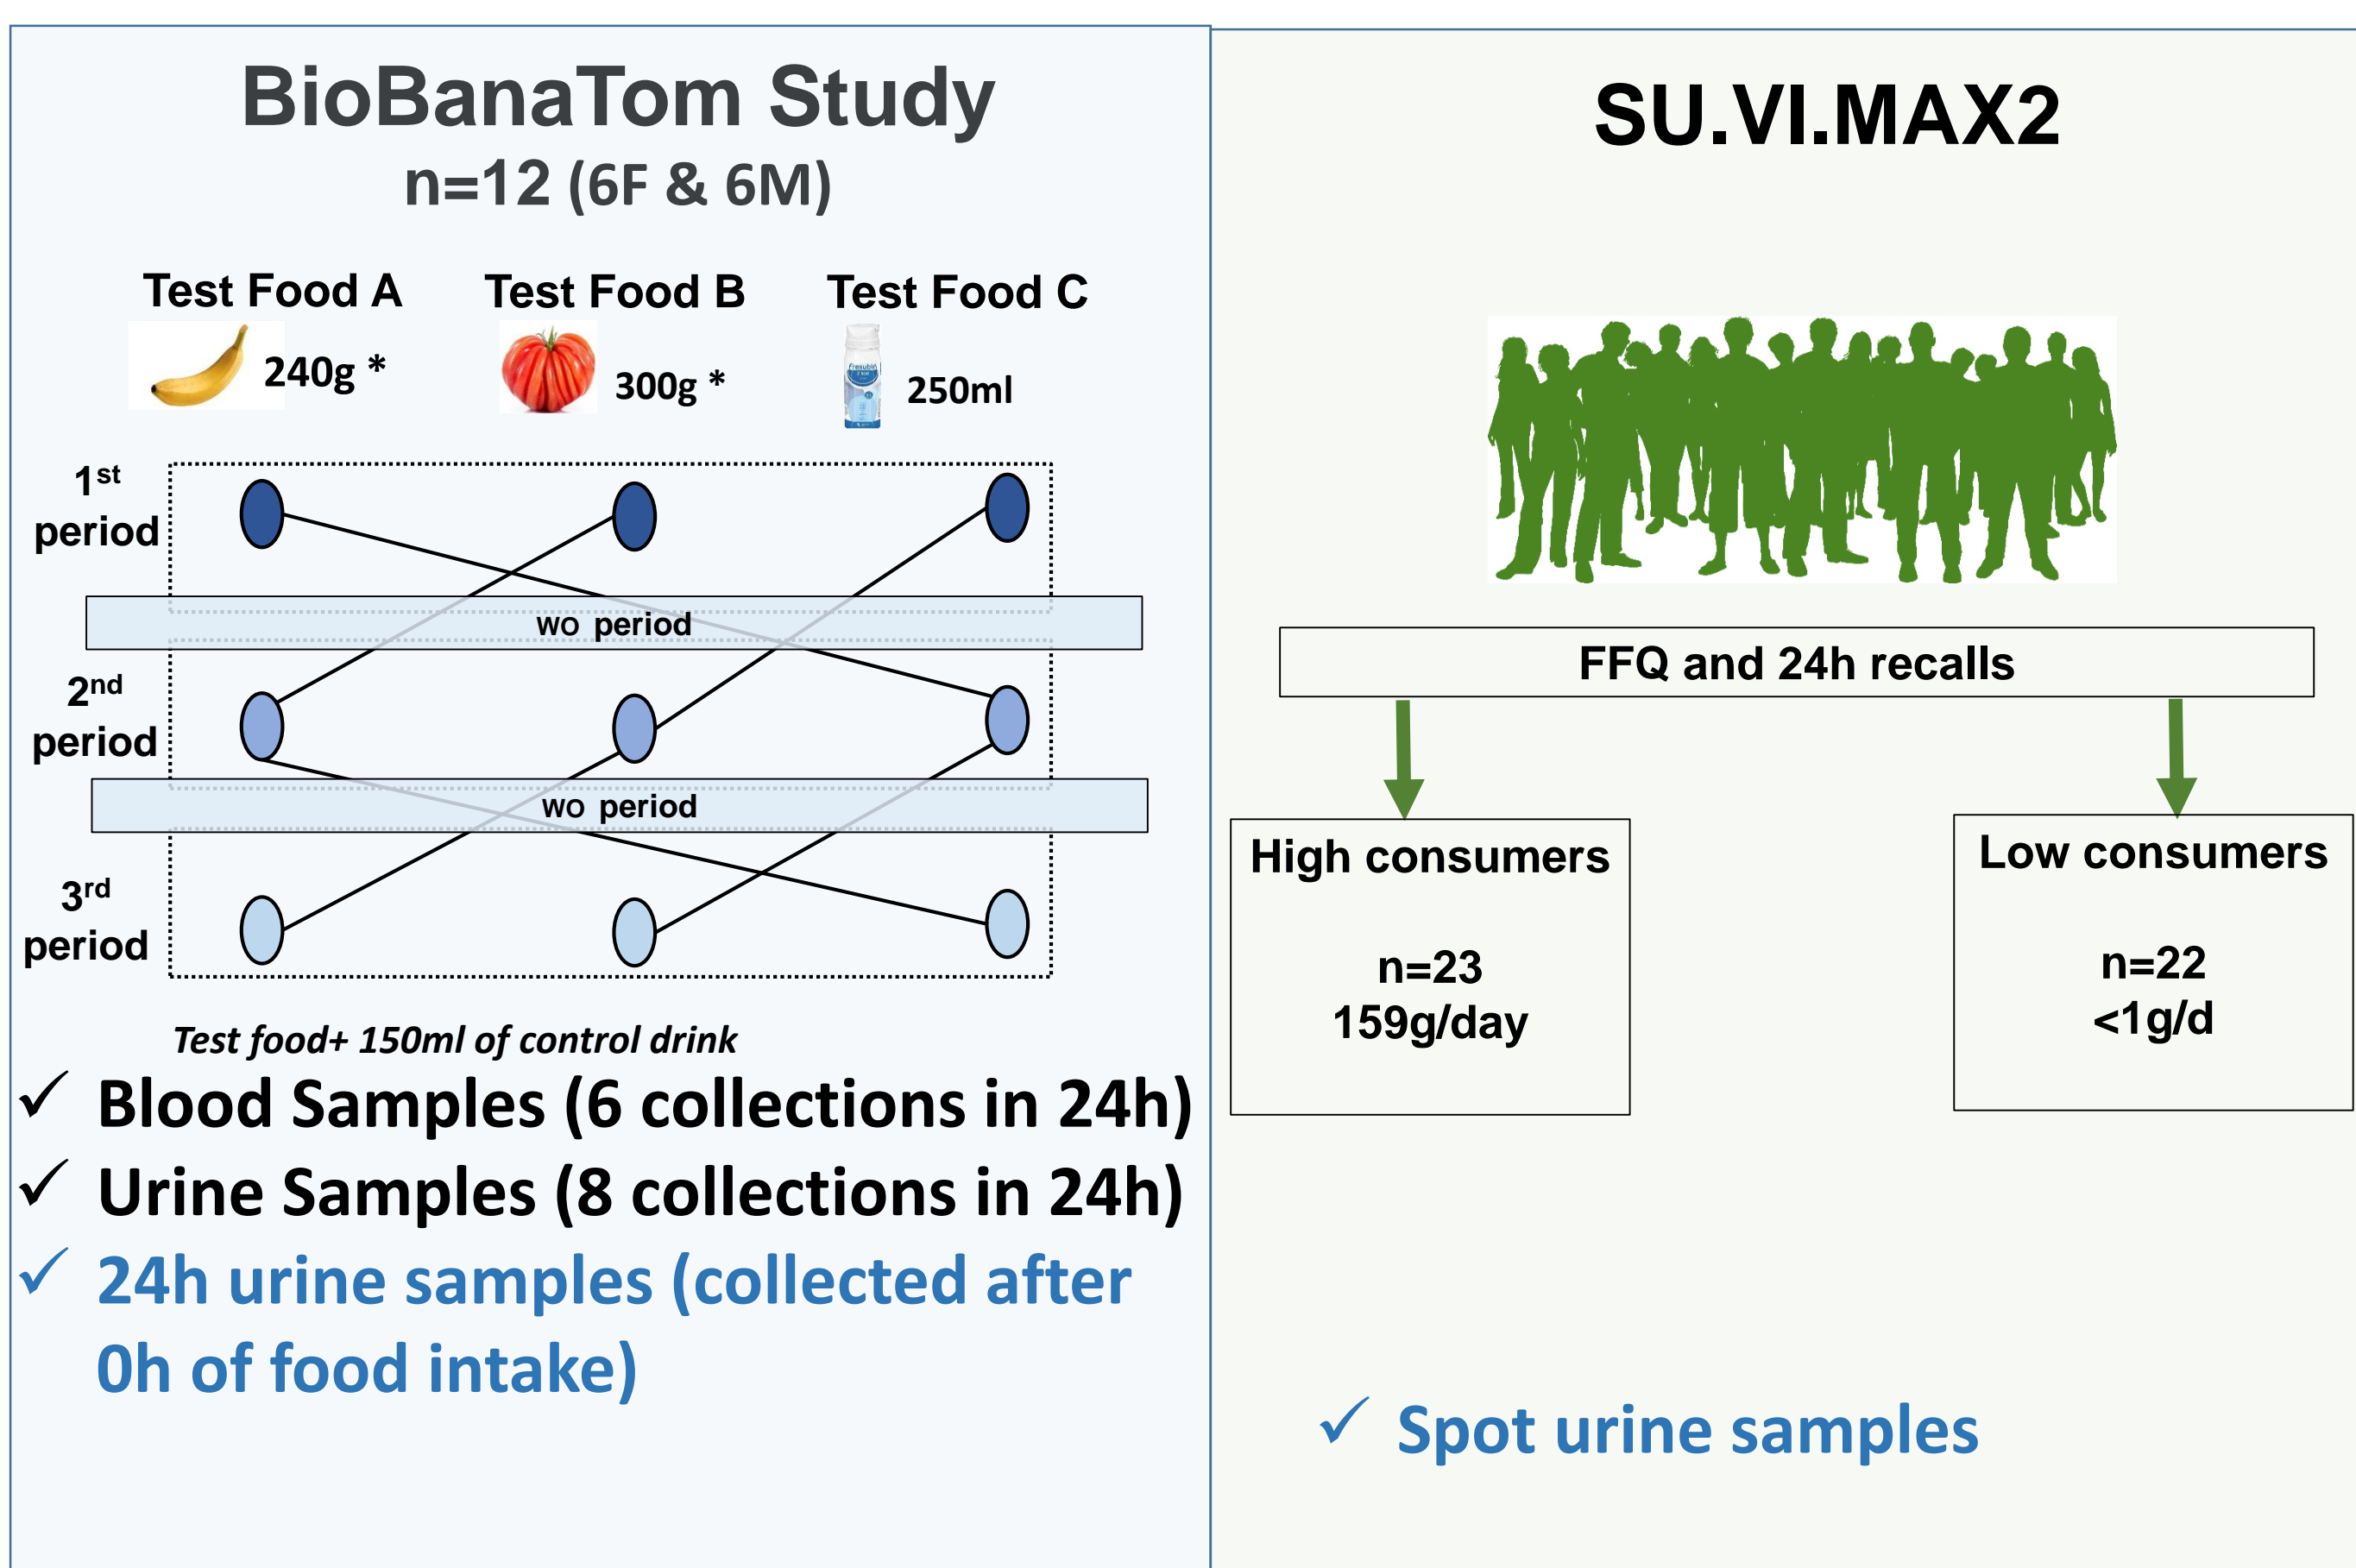 BioBanaTom Study
n=12 (6F & 6M)
Test Food A
Test Food B
Test Food C
240g *
300g *
Fresubin
250ml
1st
period
wo period
2nd
period
wo period
3rd
period
Test food+ 150ml of control drink
✓ Blood Samples (6 collections in 24h)
✓ Urine Samples (8 collections in 24h)
✓ 24h urine samples (collected after
0h of food intake)
SU.VI.MAX2
FFQ and 24h recalls
High consumers
n=23
159g/day
Low consumers
n=22
<1g/d
✓ Spot urine samples